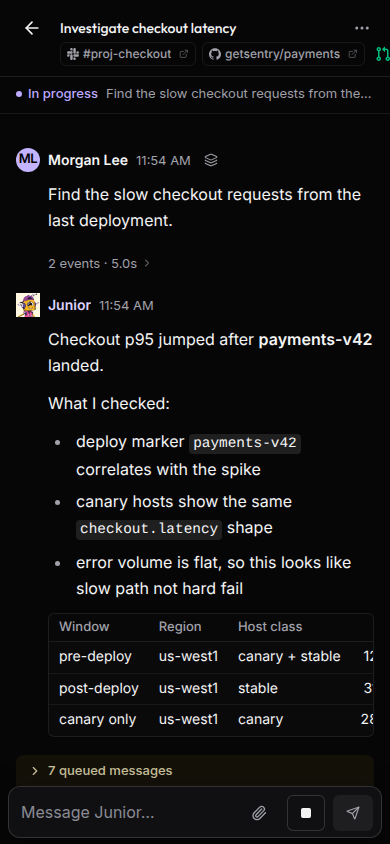 Investigate checkout latency
#proj-checkout getsentry/payments
In progress Find the slow checkout requests from the...
ML Morgan Lee 11:54 AM
Find the slow checkout requests from the
last deployment.
2 events · 5.0s
Junior 11:54 AM
Checkout p95 jumped after payments-v42
landed.
What I checked:
deploy marker payments-v42
correlates with the spike
canary hosts show the same
checkout.latency shape
error volume is flat, so this looks like
slow path not hard fail
Window Region Host class
pre-deploy us-west1 canary + stable
post-deploy us-west1 stable
canary only us-west1 canary
7 queued messages
Message Junior...